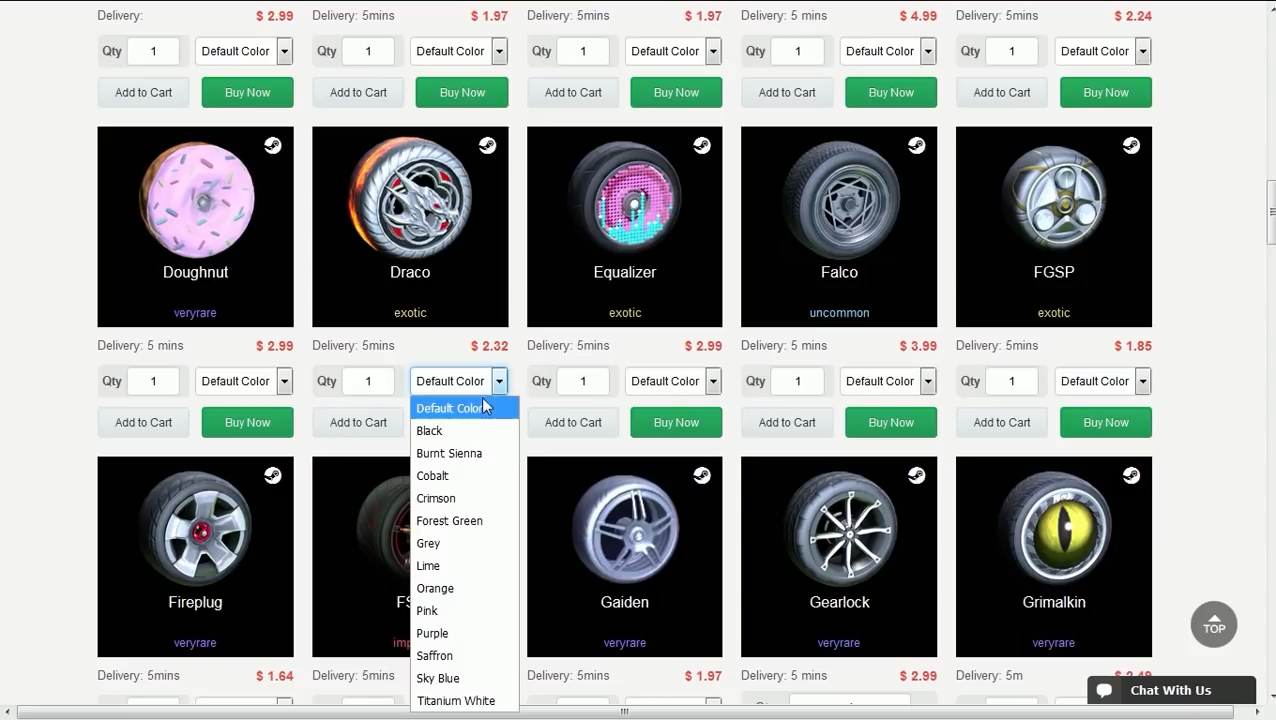 Delivery: $ 2.99 Delivery: 5mins $ 1.97 Delivery: 5mins $ 1.97 Delivery: 5 mins $ 4.99 Delivery: 5mins $ 2.24
Qty 1 Default Color Qty 1 Default Color Qty 1 Default Color Qty 1 Default Color Qty 1 Default Color
Add to Cart Buy Now Add to Cart Buy Now Add to Cart Buy Now Add to Cart Buy Now Add to Cart Buy Now
Doughnut Draco Equalizer Falco FGSP
veryrare exotic exotic uncommon exotic
Delivery: 5 mins $ 2.99 Delivery: 5mins $ 2.32 Delivery: 5mins $ 2.99 Delivery: 5 mins $ 3.99 Delivery: 5mins $ 1.85
Qty 1 Default Color Qty 1 Default Color Qty 1 Default Color Qty 1 Default Color Qty 1 Default Color
Add to Cart Buy Now Add to Cart Add to Cart Buy Now Add to Cart Buy Now Add to Cart Buy Now
Default Color
Black
Burnt Sienna
Cobalt
Crimson
Forest Green
Grey
Lime
Orange
Pink
Purple
Saffron
Sky Blue
Titanium White
Fireplug FS Gaiden Gearlock Grimalkin
veryrare imp veryrare veryrare veryrare
Delivery: 5mins $ 1.64 Delivery: 5mins $ 1.97 Delivery: 5mins $ 2.99 Delivery: 5m
TOP
Chat With Us